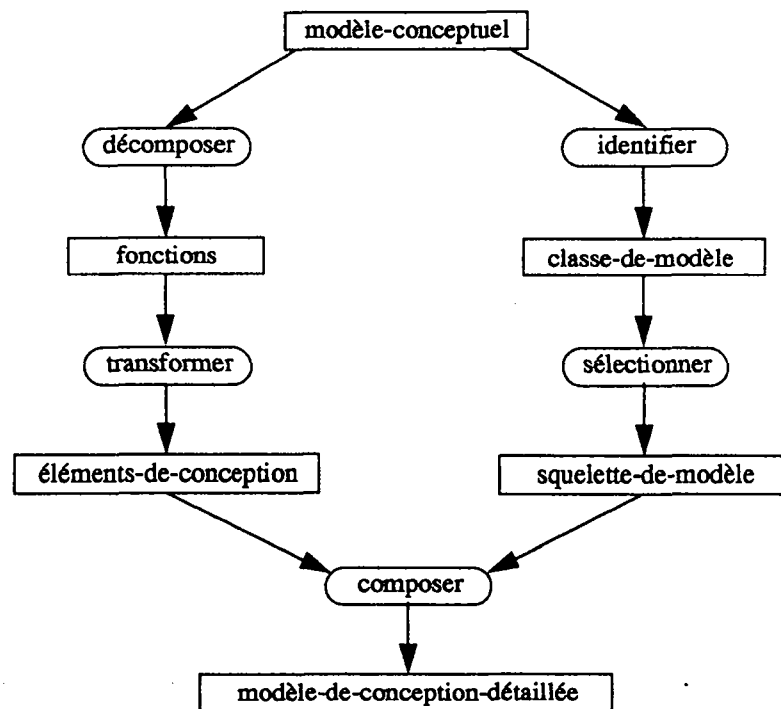 modèle-conceptuel
décomposer
identifier
fonctions
classe-de-modèle
transformer
sélectionner
éléments-de-conception
squelette-de-modèle
composer
modèle-de-conception-détaillée